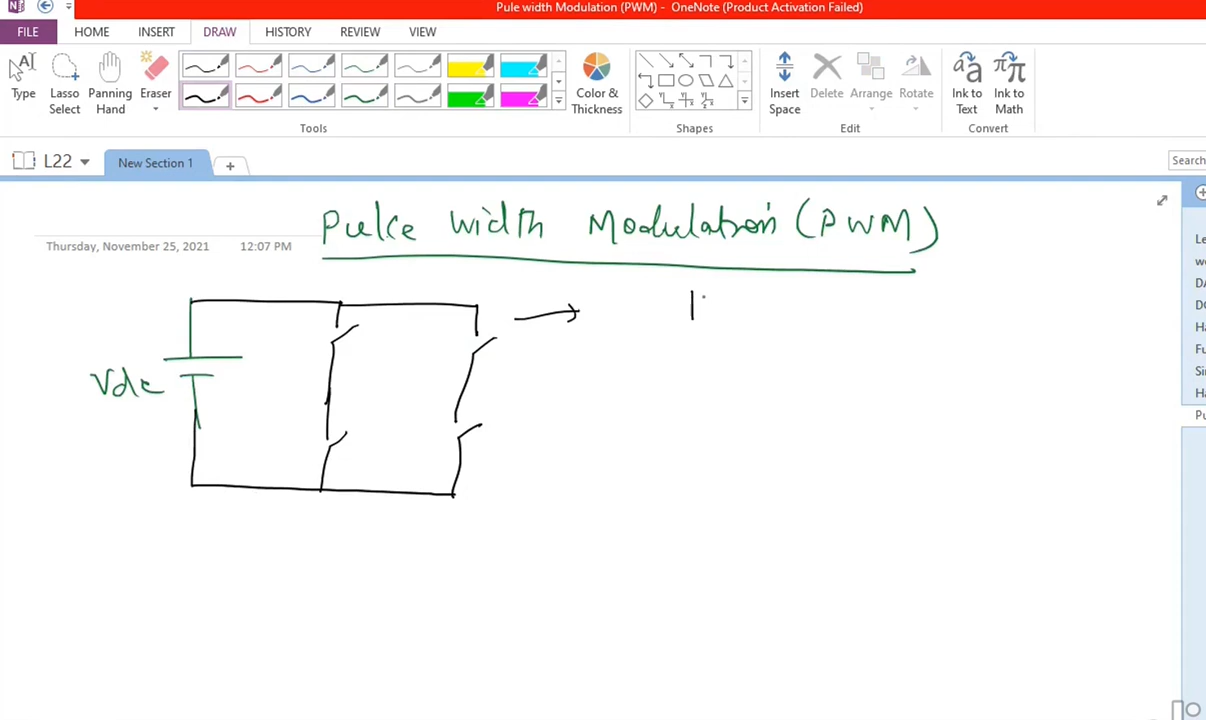 Pule width Modulation (PWM) - OneNote (Product Activation Failed)
FILE HOME INSERT DRAW HISTORY REVIEW VIEW
Type Lasso Select Panning Hand Eraser Color & Thickness Insert Space Delete Arrange Rotate Ink to Text Ink to Math
Tools Shapes Edit Convert
L22 New Section 1 Search
Pulse width Modulation (PWM)
Thursday, November 25, 2021 12:07 PM
Vdc